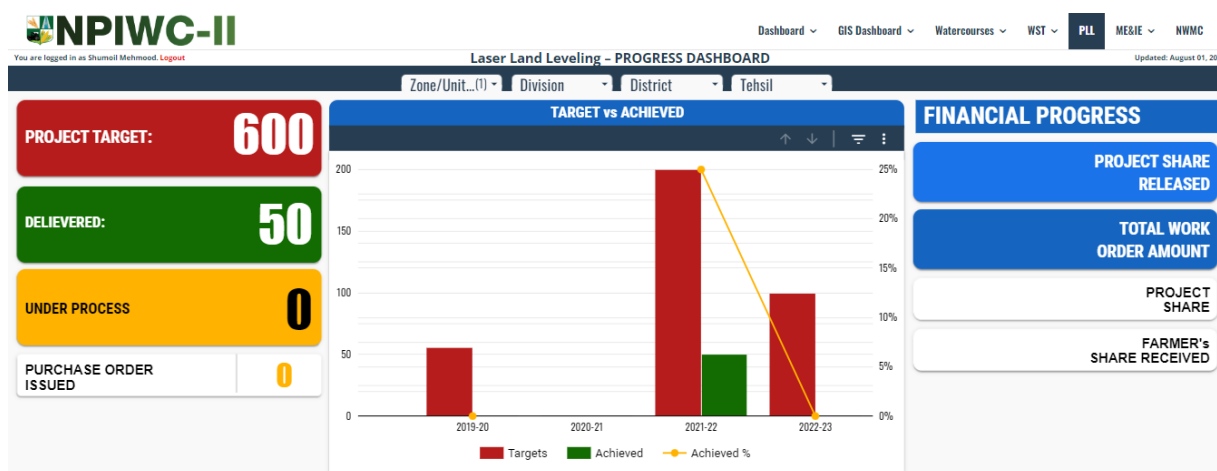 NPIWC-II
Dashboard
GIS Dashboard
Watercourses
WST
PLL
ME&IE
NWMC
You are logged in as Shumoil Mehmood. Logout
Laser Land Leveling – PROGRESS DASHBOARD
Updated: August 01, 20
Zone/Unit...(1)
Division
District
Tehsil
PROJECT TARGET: 600
DELIEVERED: 50
UNDER PROCESS 0
PURCHASE ORDER
ISSUED
0
TARGET vs ACHIEVED
200
150
100
50
0
25%
20%
15%
10%
5%
0%
2019-20
2020-21
2021-22
2022-23
Targets
Achieved
Achieved %
FINANCIAL PROGRESS
PROJECT SHARE
RELEASED
TOTAL WORK
ORDER AMOUNT
PROJECT
SHARE
FARMER's
SHARE RECEIVED